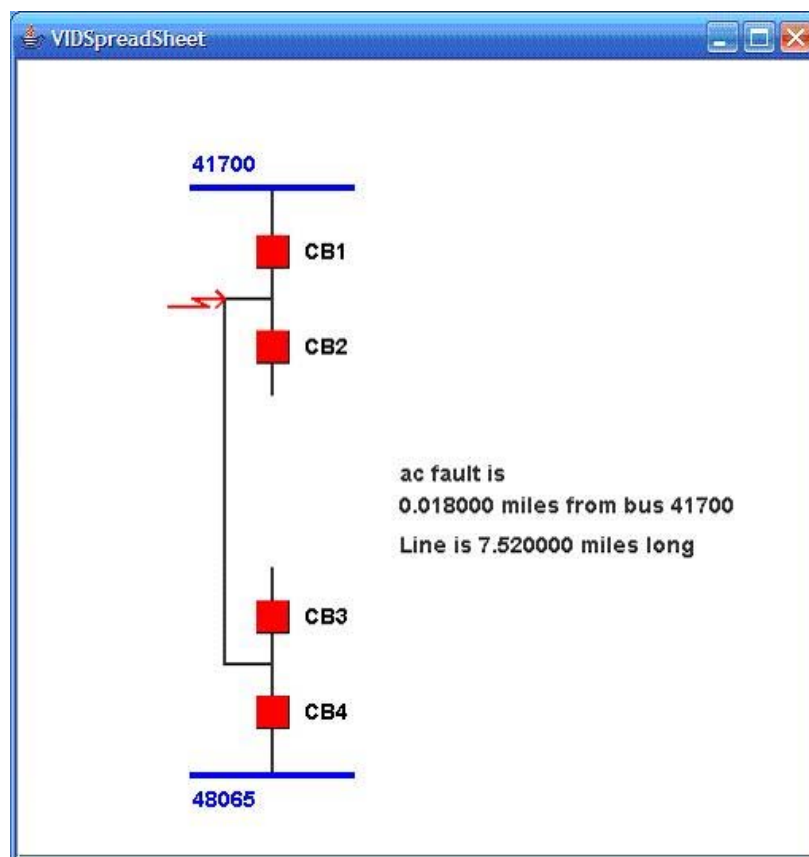 VIDSpreadSheet
41700
CB1
CB2
ac fault is
0.018000 miles from bus 41700
Line is 7.520000 miles long
CB3
CB4
48065